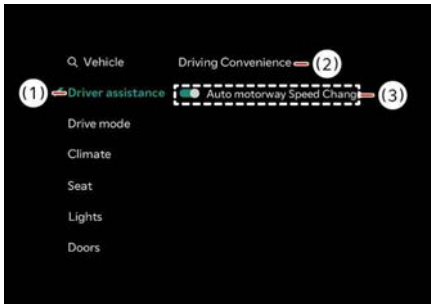 Vehicle
Driving Convenience
(2)
(1)
Driver assistance
Auto motorway Speed Chang
(3)
Drive mode
Climate
Seat
Lights
Doors